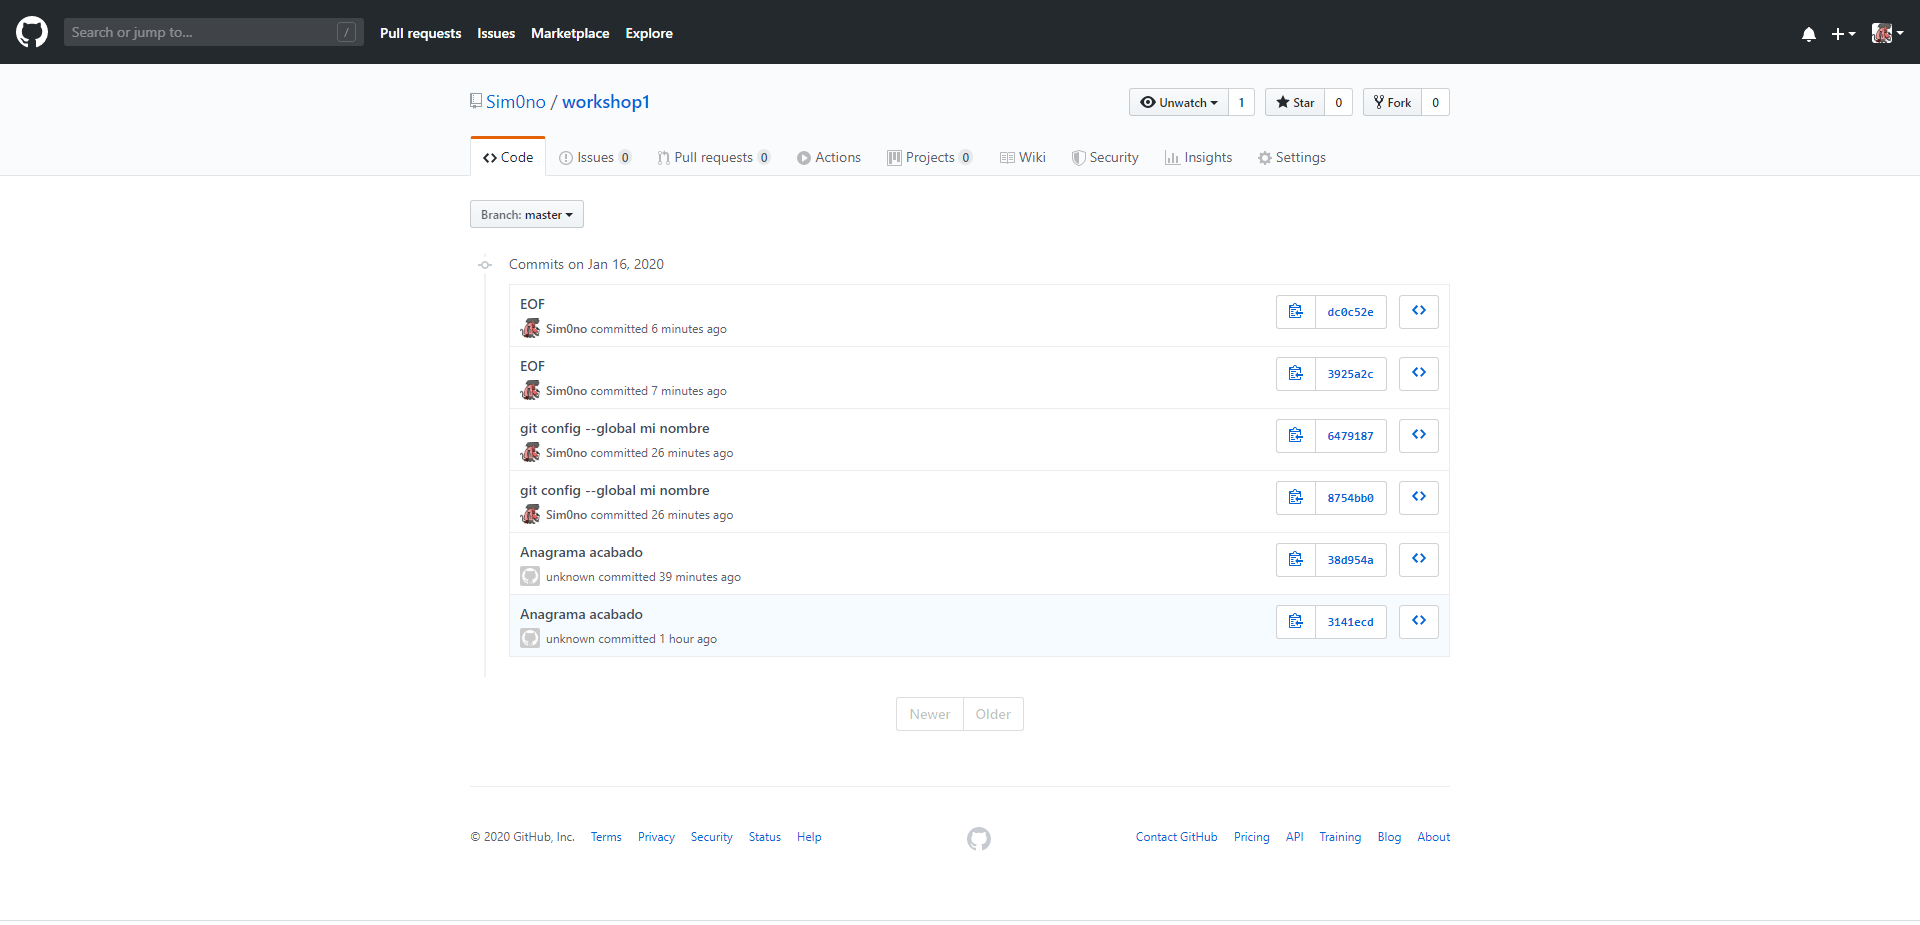 Search or jump to... / Pull requests Issues Marketplace Explore
Sim0no / workshop1 Unwatch 1 Star 0 Fork 0
Code Issues 0 Pull requests 0 Actions Projects 0 Wiki Security Insights Settings
Branch: master
Commits on Jan 16, 2020
EOF
Sim0no committed 6 minutes ago dc0c52e
EOF
Sim0no committed 7 minutes ago 3925a2c
git config --global mi nombre
Sim0no committed 26 minutes ago 6479187
git config --global mi nombre
Sim0no committed 26 minutes ago 8754bb0
Anagrama acabado
unknown committed 39 minutes ago 38d954a
Anagrama acabado
unknown committed 1 hour ago 3141ecd
Newer Older
© 2020 GitHub, Inc. Terms Privacy Security Status Help Contact GitHub Pricing API Training Blog About